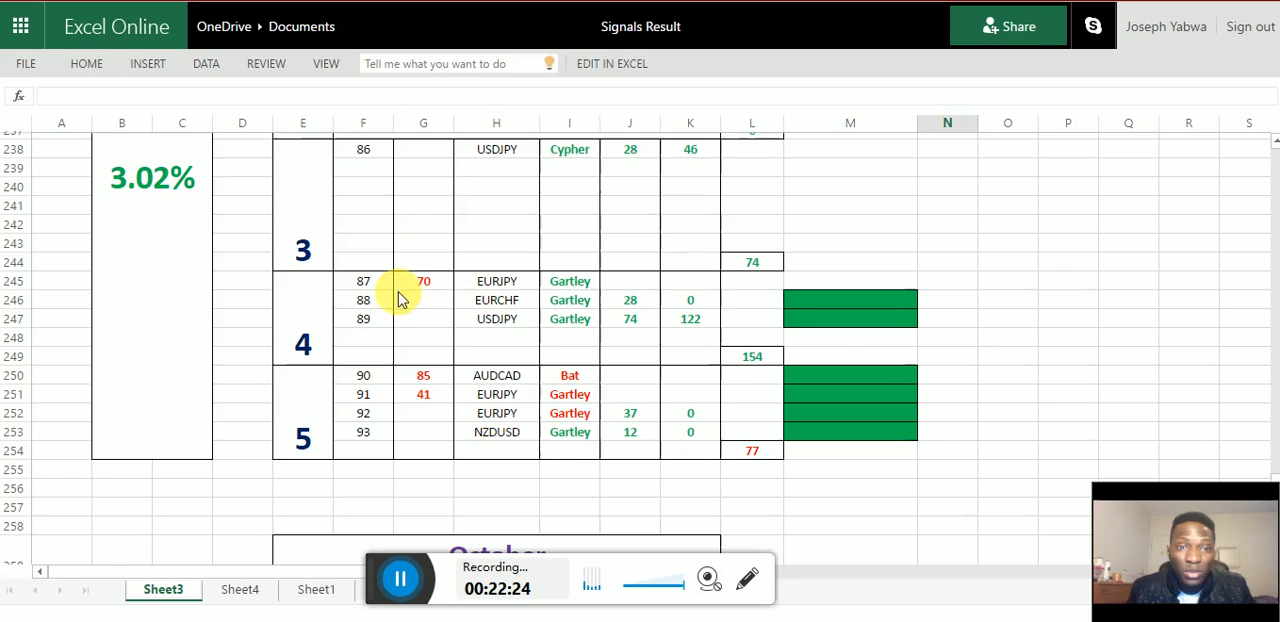 Excel Online OneDrive ▸ Documents Signals Result Share Joseph Yabwa Sign out
FILE HOME INSERT DATA REVIEW VIEW Tell me what you want to do EDIT IN EXCEL
fx
A B C D E F G H I J K L M N O P Q R S
238 86 USDJPY Cypher 28 46
239 3.02%
240
241
242
243 3
244 74
245 87 70 EURJPY Gartley
246 88 EURCHF Gartley 28 0
247 89 USDJPY Gartley 74 122
248 4
249 154
250 90 85 AUDCAD Bat
251 91 41 EURJPY Gartley
252 92 EURJPY Gartley 37 0
253 5 93 NZDUSD Gartley 12 0
254 77
255
256
257
258
October
Recording...
00:22:24
Sheet3 Sheet4 Sheet1